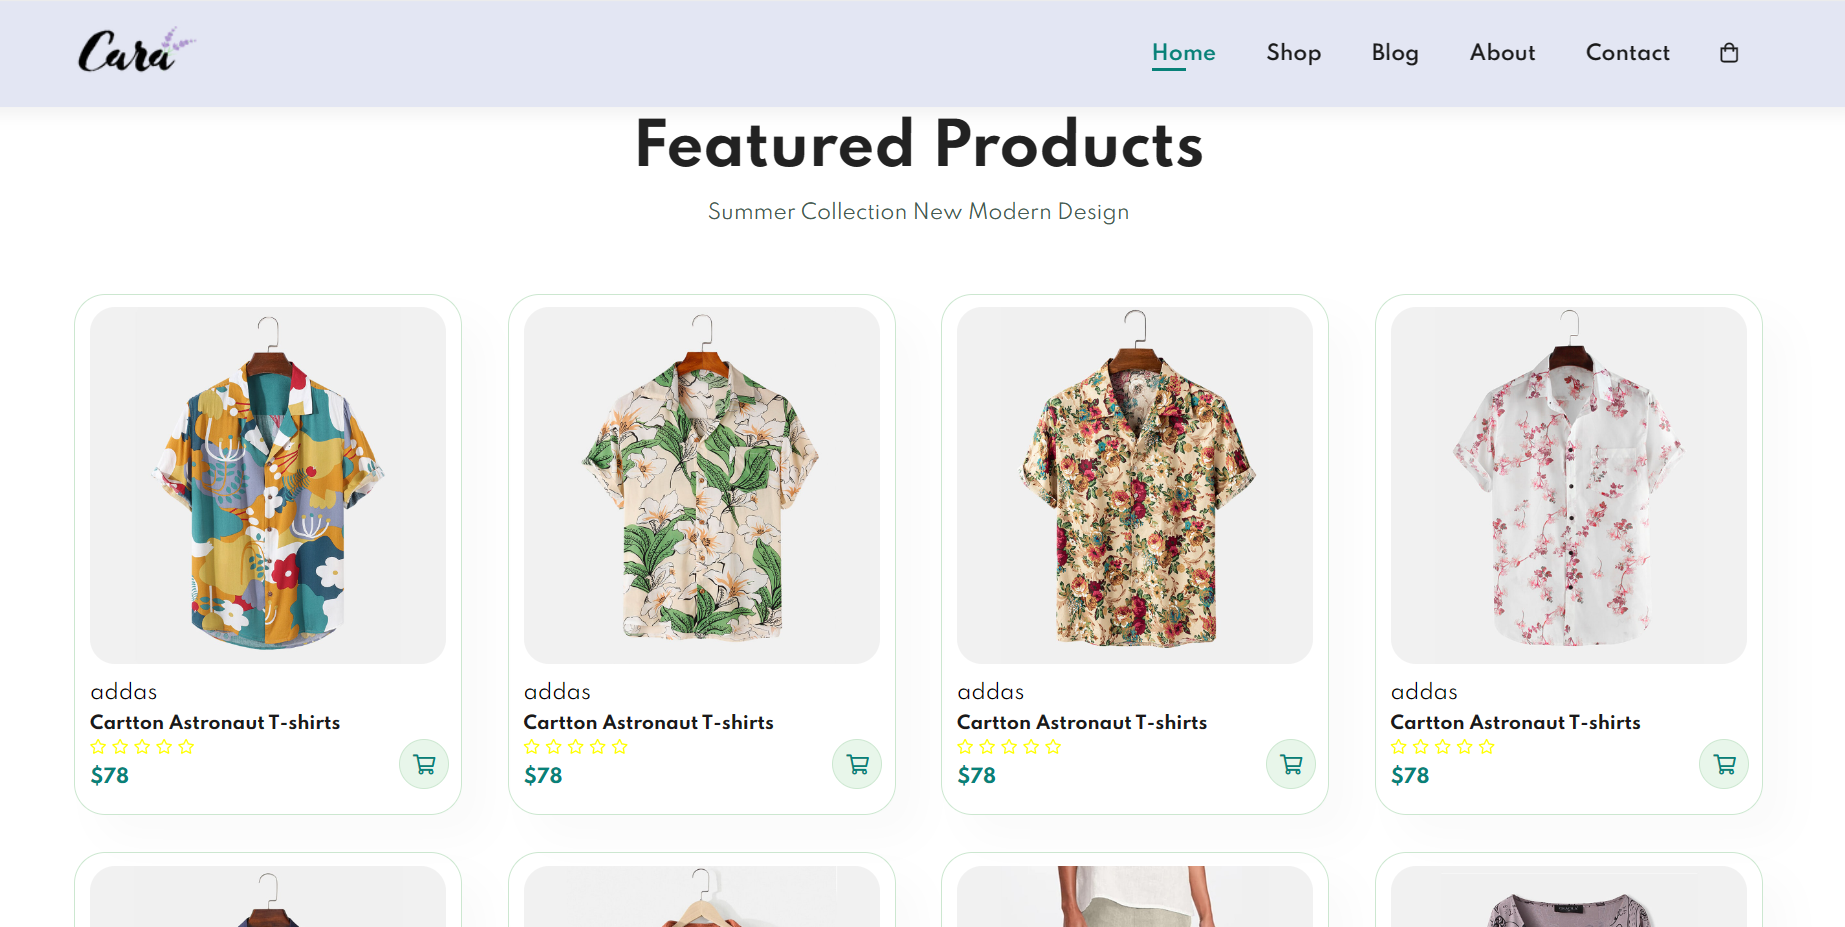 Cara
Home Shop Blog About Contact
Featured Products
Summer Collection New Modern Design
addas
Cartton Astronaut T-shirts
$78
addas
Cartton Astronaut T-shirts
$78
addas
Cartton Astronaut T-shirts
$78
addas
Cartton Astronaut T-shirts
$78